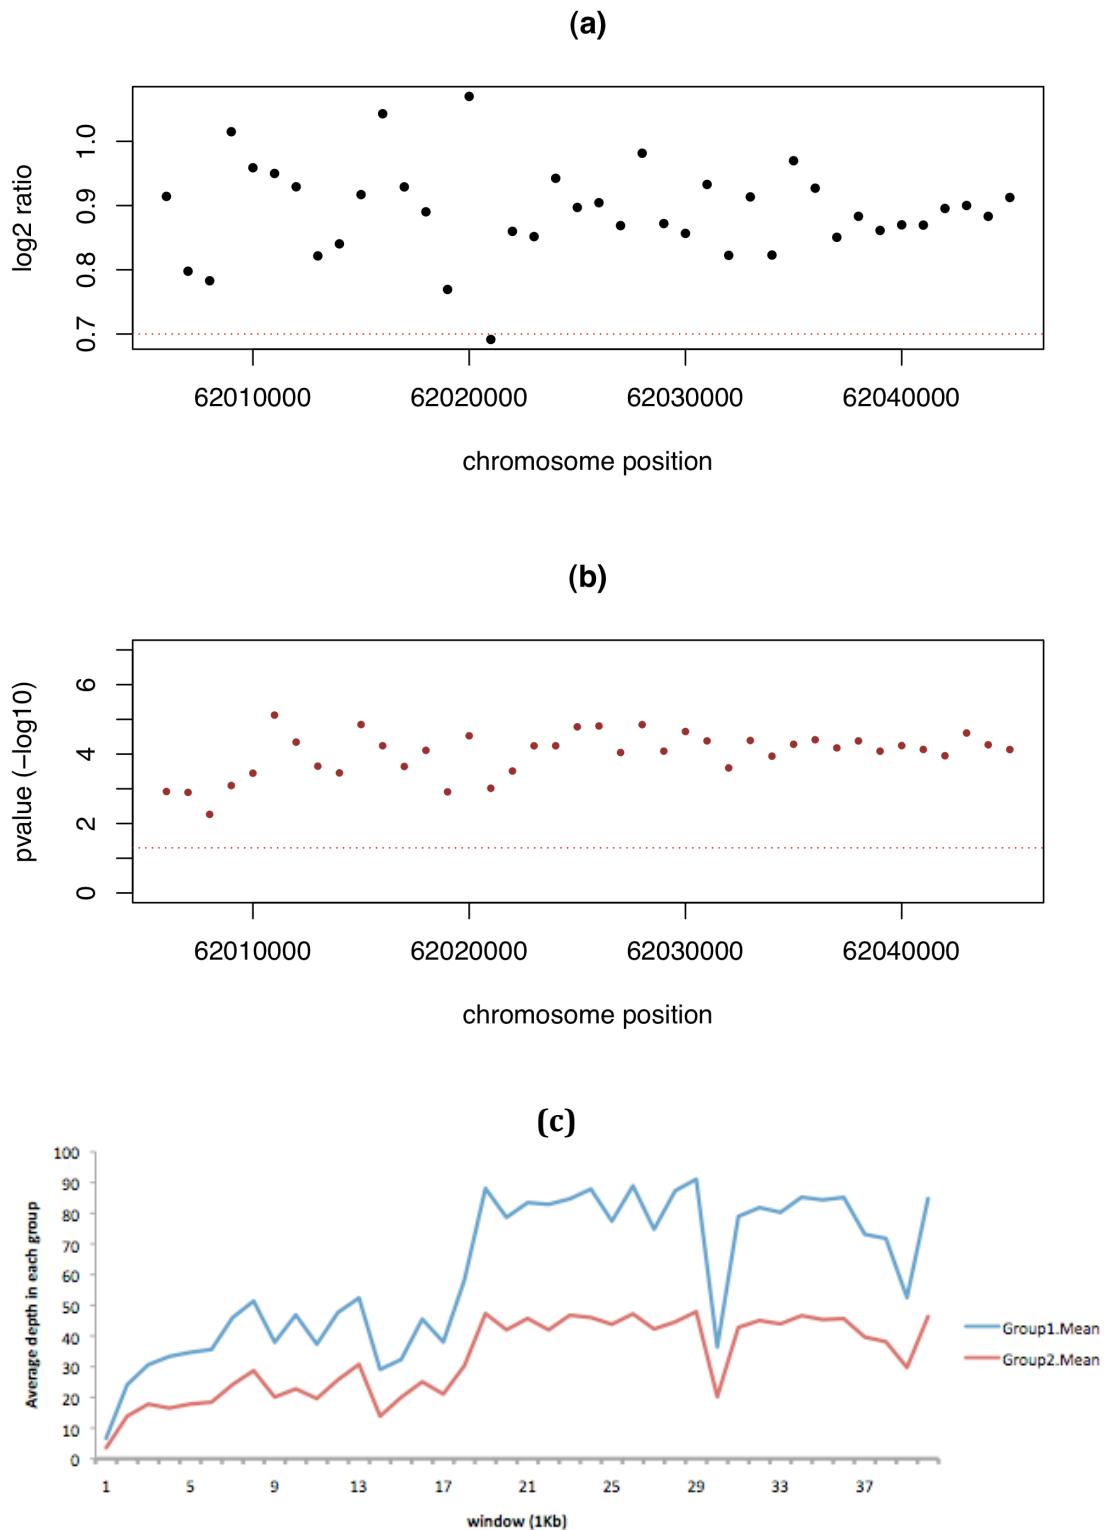 (a)
log2 ratio
1.0
0.9
0.8
0.7
62010000 62020000 62030000 62040000
chromosome position
(b)
pvalue (−log10)
6
4
2
0
62010000 62020000 62030000 62040000
chromosome position
(c)
Average depth in each group
100
90
80
70
60
50
40
30
20
10
0
Group1.Mean
Group2.Mean
1 5 9 13 17 21 25 29 33 37
window (1Kb)